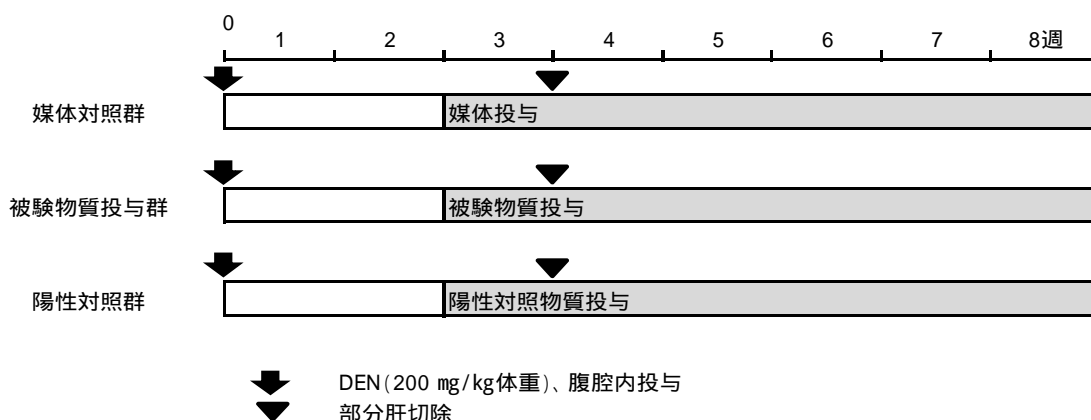 0
1 2 3 4 5 6 7 8週
媒体対照群
媒体投与
被験物質投与群
被験物質投与
陽性対照群
陽性対照物質投与
DEN(200 ㎎/kg体重)、腹腔内投与
部分肝切除